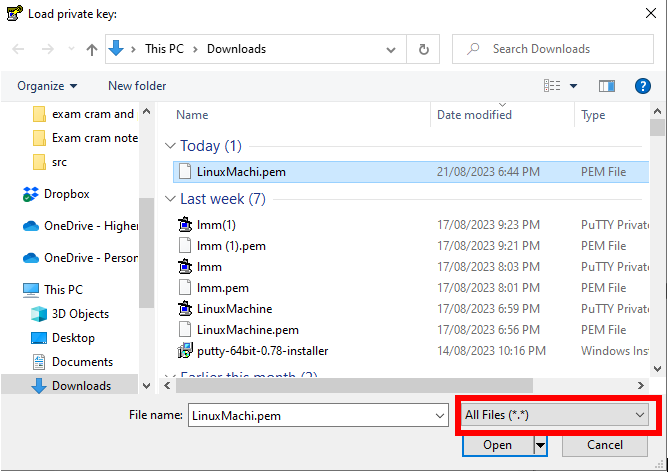 Load private key:
This PC
Downloads
Search Downloads
Organize
New folder
?
exam cram and
Exam cram note
src
Dropbox
OneDrive - Higher
OneDrive - Person
This PC
3D Objects
Desktop
Documents
Downloads
Name Date modified Type
Today (1)
LinuxMachi.pem 21/08/2023 6:44 PM PEM File
Last week (7)
lmm(1) 17/08/2023 9:23 PM PuTTY Private
lmm (1).pem 17/08/2023 9:21 PM PEM File
lmm 17/08/2023 8:03 PM PuTTY Private
lmm.pem 17/08/2023 8:01 PM PEM File
LinuxMachine 17/08/2023 6:59 PM PuTTY Private
LinuxMachine.pem 17/08/2023 6:56 PM PEM File
putty-64bit-0.78-installer 14/08/2023 10:16 PM Windows Inst
Earlier this month (2)
File name: LinuxMachi.pem All Files (*.*)
Open Cancel